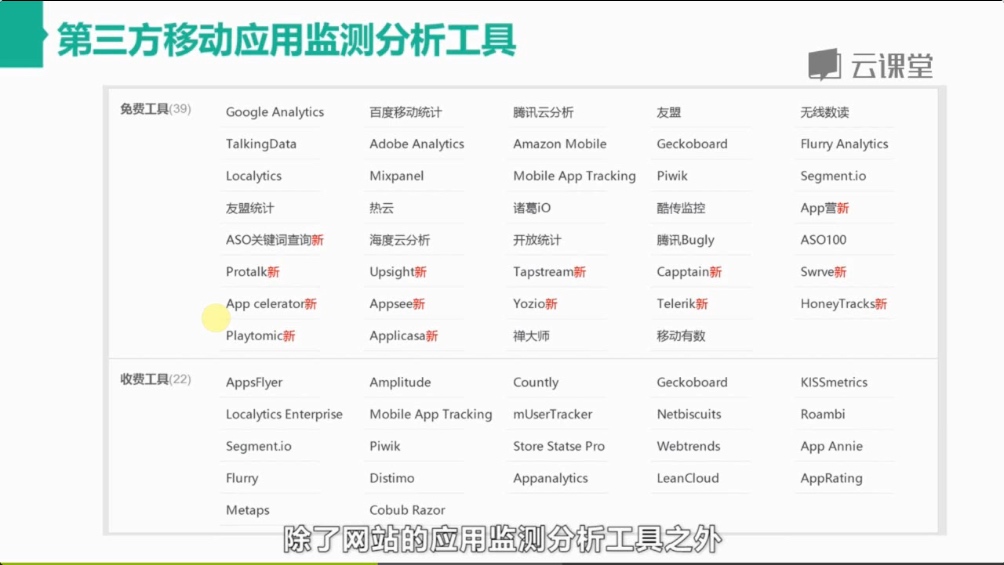 第三方移动应用监测分析工具
云课堂
免费工具(39) Google Analytics 百度移动统计 腾讯云分析 友盟 无线数读
TalkingData Adobe Analytics Amazon Mobile Geckoboard Flurry Analytics
Localytics Mixpanel Mobile App Tracking Piwik Segment.io
友盟统计 热云 诸葛iO 酷传监控 App营新
ASO关键词查询新 海度云分析 开放统计 腾讯Bugly ASO100
Protalk新 Upsight新 Tapstream新 Capptain新 Swrve新
App celerator新 Appsee新 Yozio新 Telerik新 HoneyTracks新
Playtomic新 Applicasa新 禅大师 移动有数
收费工具(22) AppsFlyer Amplitude Countly Geckoboard KISSmetrics
Localytics Enterprise Mobile App Tracking mUserTracker Netbiscuits Roambi
Segment.io Piwik Store Statse Pro Webtrends App Annie
Flurry Distimo Appanalytics LeanCloud AppRating
Metaps Cobub Razor
除了网站的应用监测分析工具之外